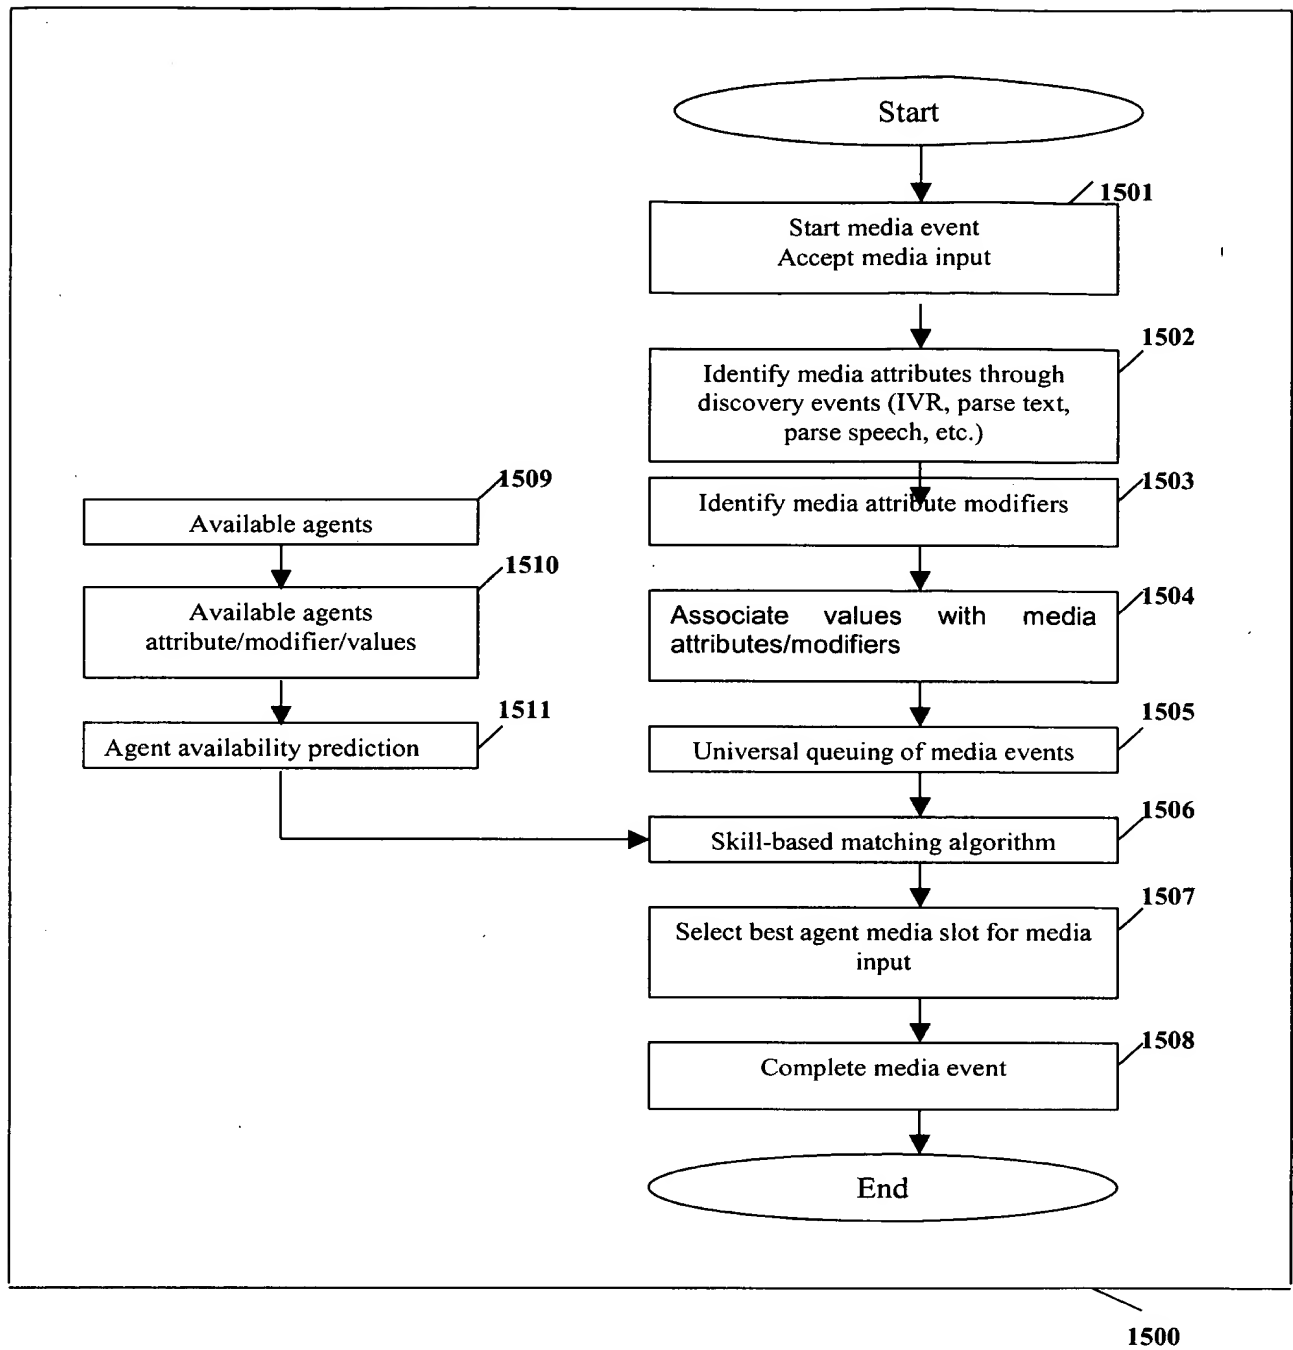 Start
1501
Start media event
Accept media input
1502
Identify media attributes through
discovery events (IVR, parse text,
parse speech, etc.)
1503
Identify media attribute modifiers
1504
Associate values with media
attributes/modifiers
1505
Universal queuing of media events
1506
Skill-based matching algorithm
1507
Select best agent media slot for media
input
1508
Complete media event
End
1509
Available agents
1510
Available agents
attribute/modifier/values
1511
Agent availability prediction
1500